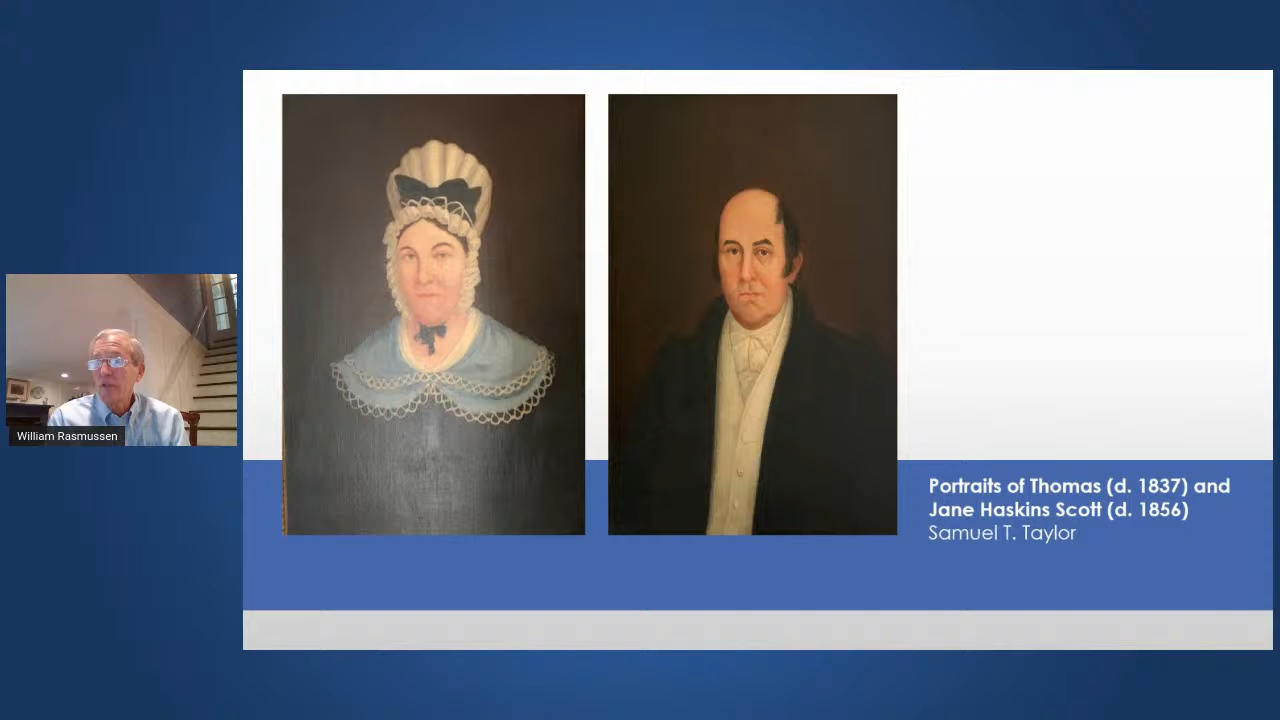 William Rasmussen
Portraits of Thomas (d. 1837) and
Jane Haskins Scott (d. 1856)
Samuel T. Taylor